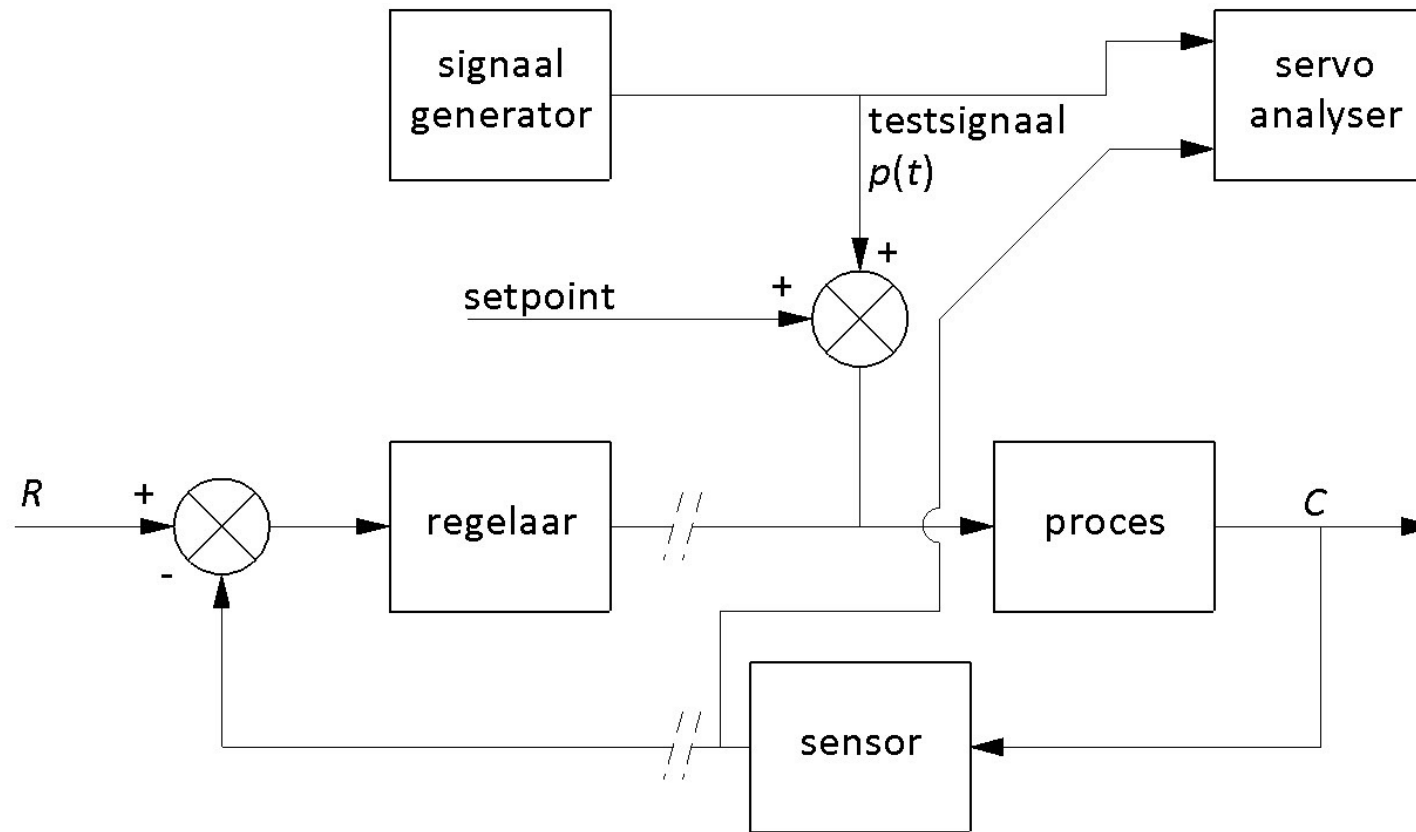 signaal
generator
servo
analyser
testsignaal
p(t)
+
setpoint
+
R
+
-
regelaar
proces
C
sensor